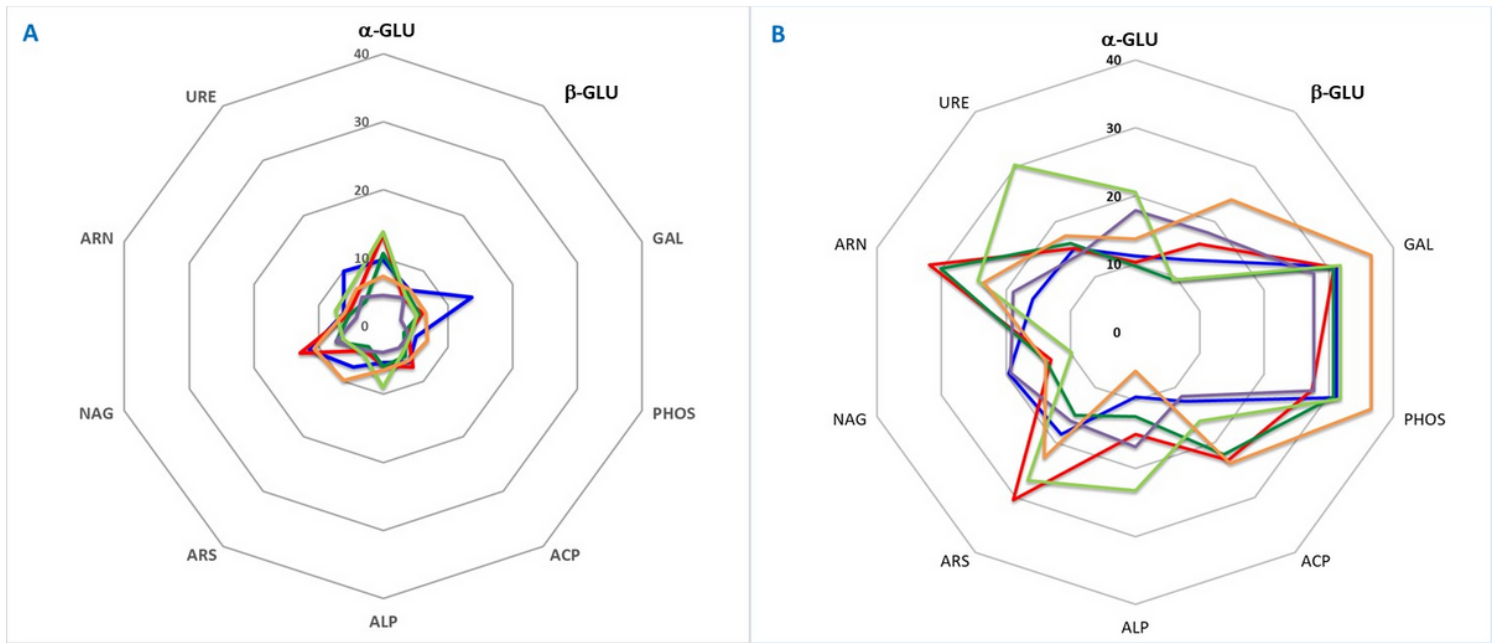 A
α-GLU
40
β-GLU
URE
30
20
ARN
GAL
10
0
NAG
PHOS
ARS
ACP
ALP
B
α-GLU
40
β-GLU
URE
30
20
ARN
GAL
10
0
NAG
PHOS
ARS
ACP
ALP